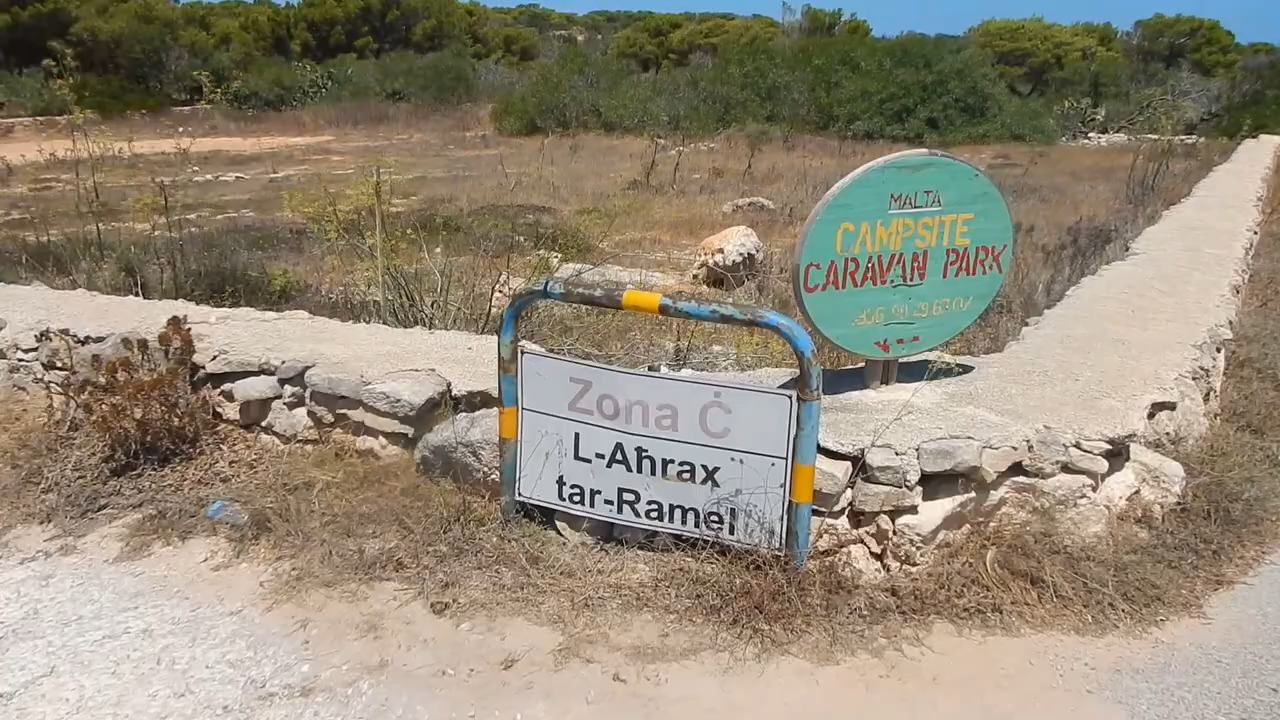 MALTA
CAMPSITE
CARAVAN PARK
Zona Ċ
L-Aħrax
tar-Ramel